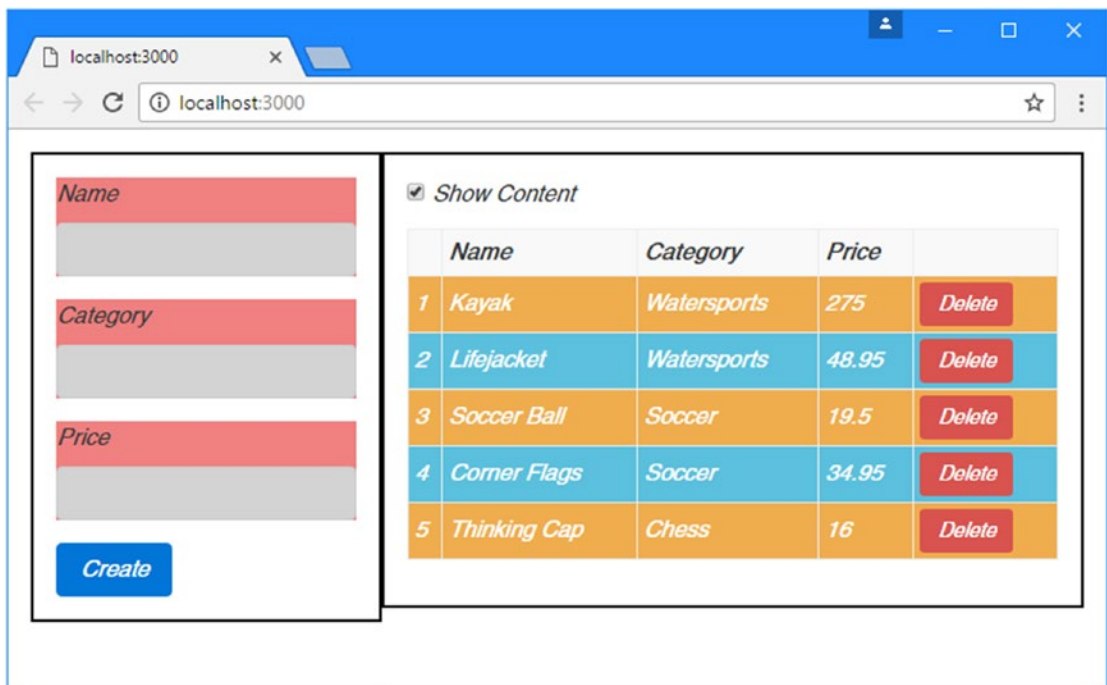 localhost:3000
localhost:3000
Name
Category
Price
Create
Show Content
Name Category Price
1 Kayak Watersports 275 Delete
2 Lifejacket Watersports 48.95 Delete
3 Soccer Ball Soccer 19.5 Delete
4 Corner Flags Soccer 34.95 Delete
5 Thinking Cap Chess 16 Delete